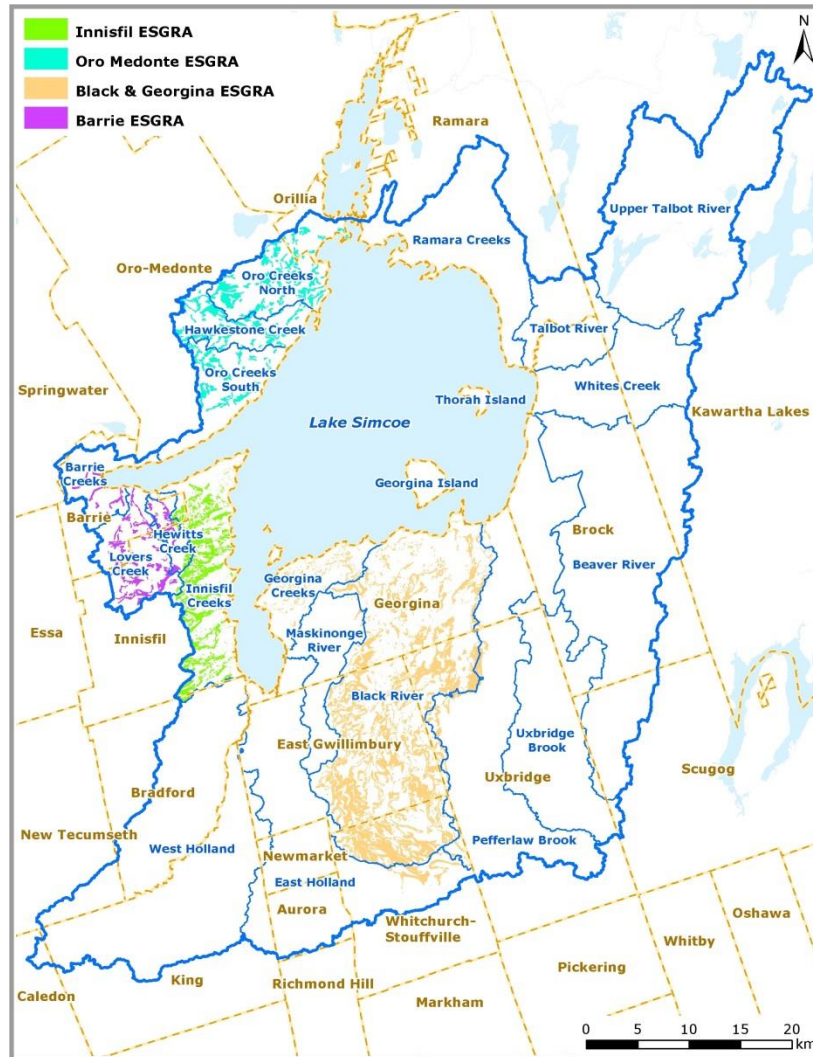 Innisfil ESGRA
Oro Medonte ESGRA
Black & Georgina ESGRA
Barrie ESGRA
N
Ramara
Orillia
Upper Talbot River
Ramara Creeks
Oro-Medonte
Oro Creeks
North
Hawkestone Creek
Talbot River
Oro Creeks
South
Whites Creek
Springwater
Thorah Island
Kawartha Lakes
Lake Simcoe
Barrie
Creeks
Georgina Island
Barrie
Hewitts
Creek
Brock
Lovers
Creek
Beaver River
Innisfil
Creeks
Georgina
Creeks
Georgina
Essa
Innisfil
Maskinonge
River
Black River
East Gwillimbury
Uxbridge
Brook
Scugog
Uxbridge
Bradford
New Tecumseth
West Holland
Pefferlaw Brook
Newmarket
East Holland
Aurora
Whitchurch-
Stouffville
Oshawa
Whitby
Pickering
King
Richmond Hill
Caledon
Markham
0 5 10 15 20
km